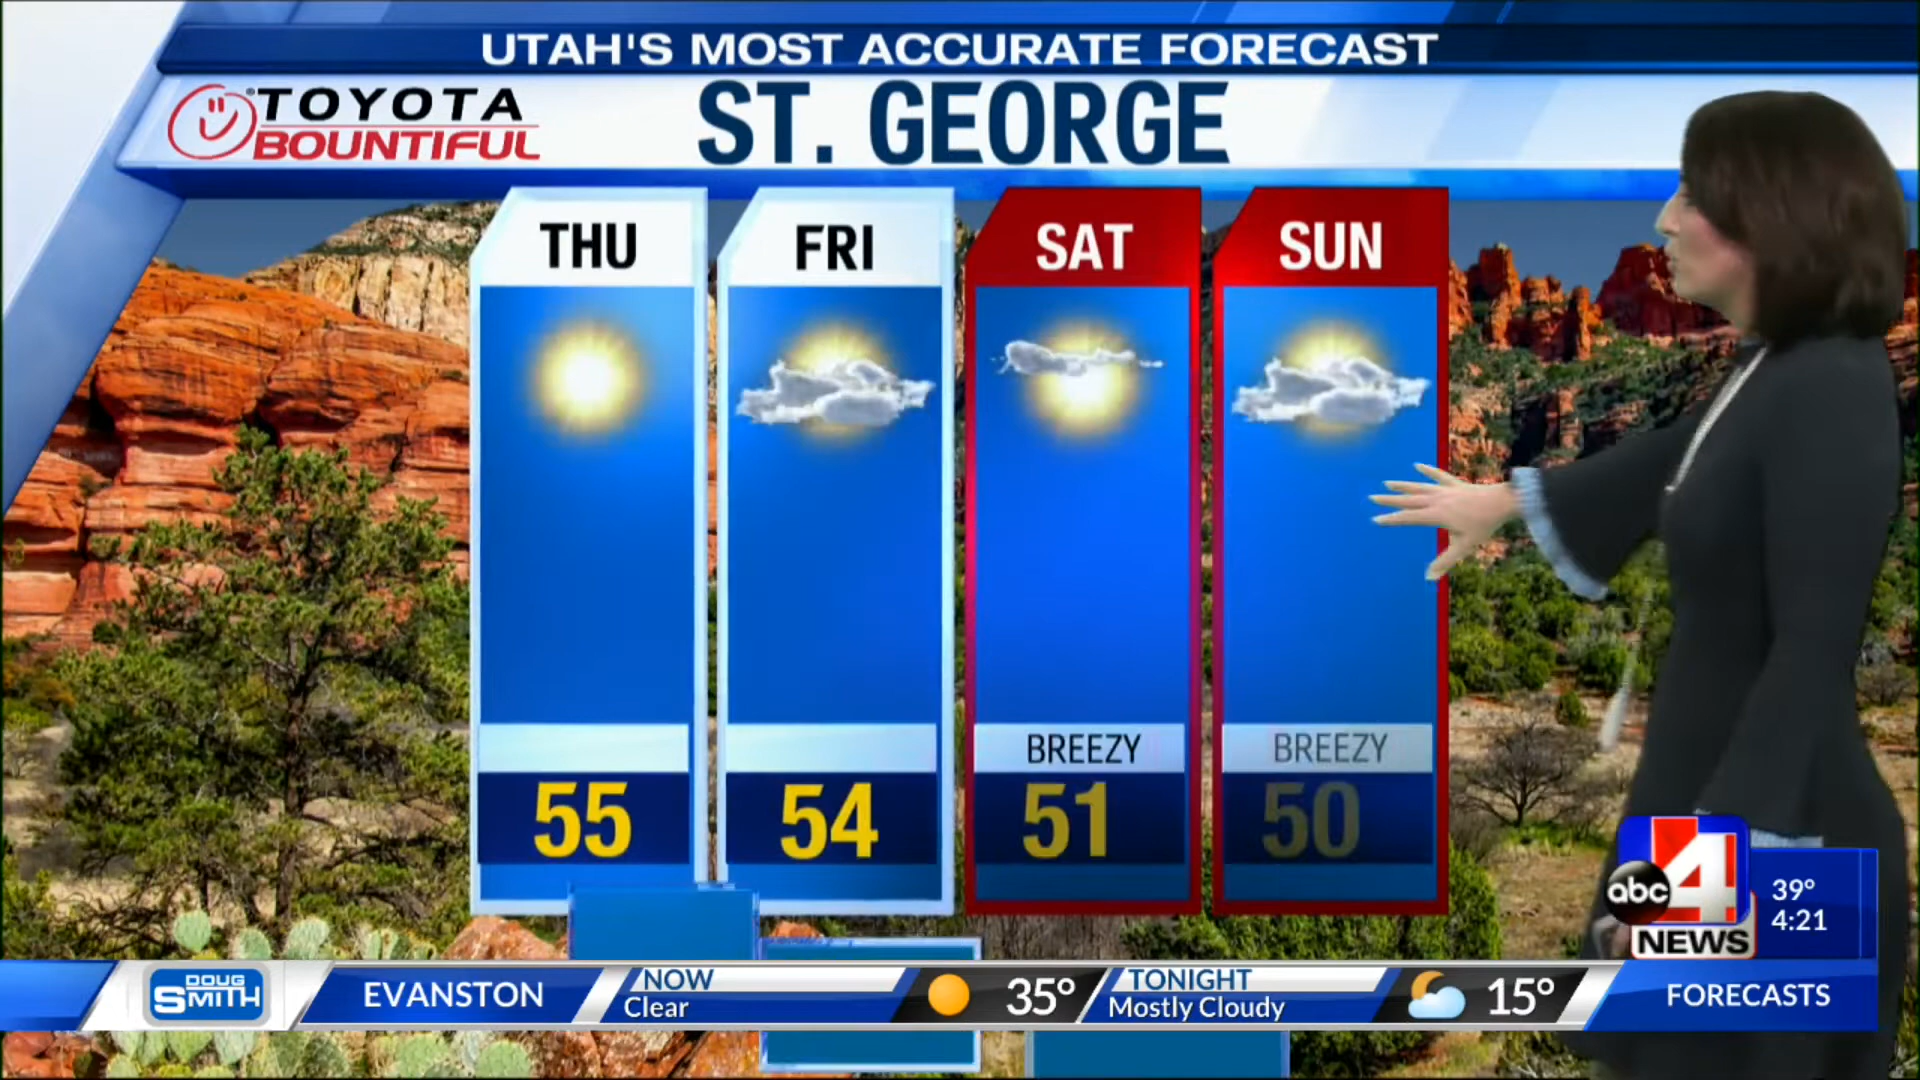 UTAH'S MOST ACCURATE FORECAST
TOYOTA
BOUNTIFUL
ST. GEORGE
THU
FRI
SAT
SUN
BREEZY
BREEZY
55
54
51
50
abc
4
NEWS
39°
4:21
DOUG
SMITH
EVANSTON
NOW
Clear
35°
TONIGHT
Mostly Cloudy
15°
FORECASTS